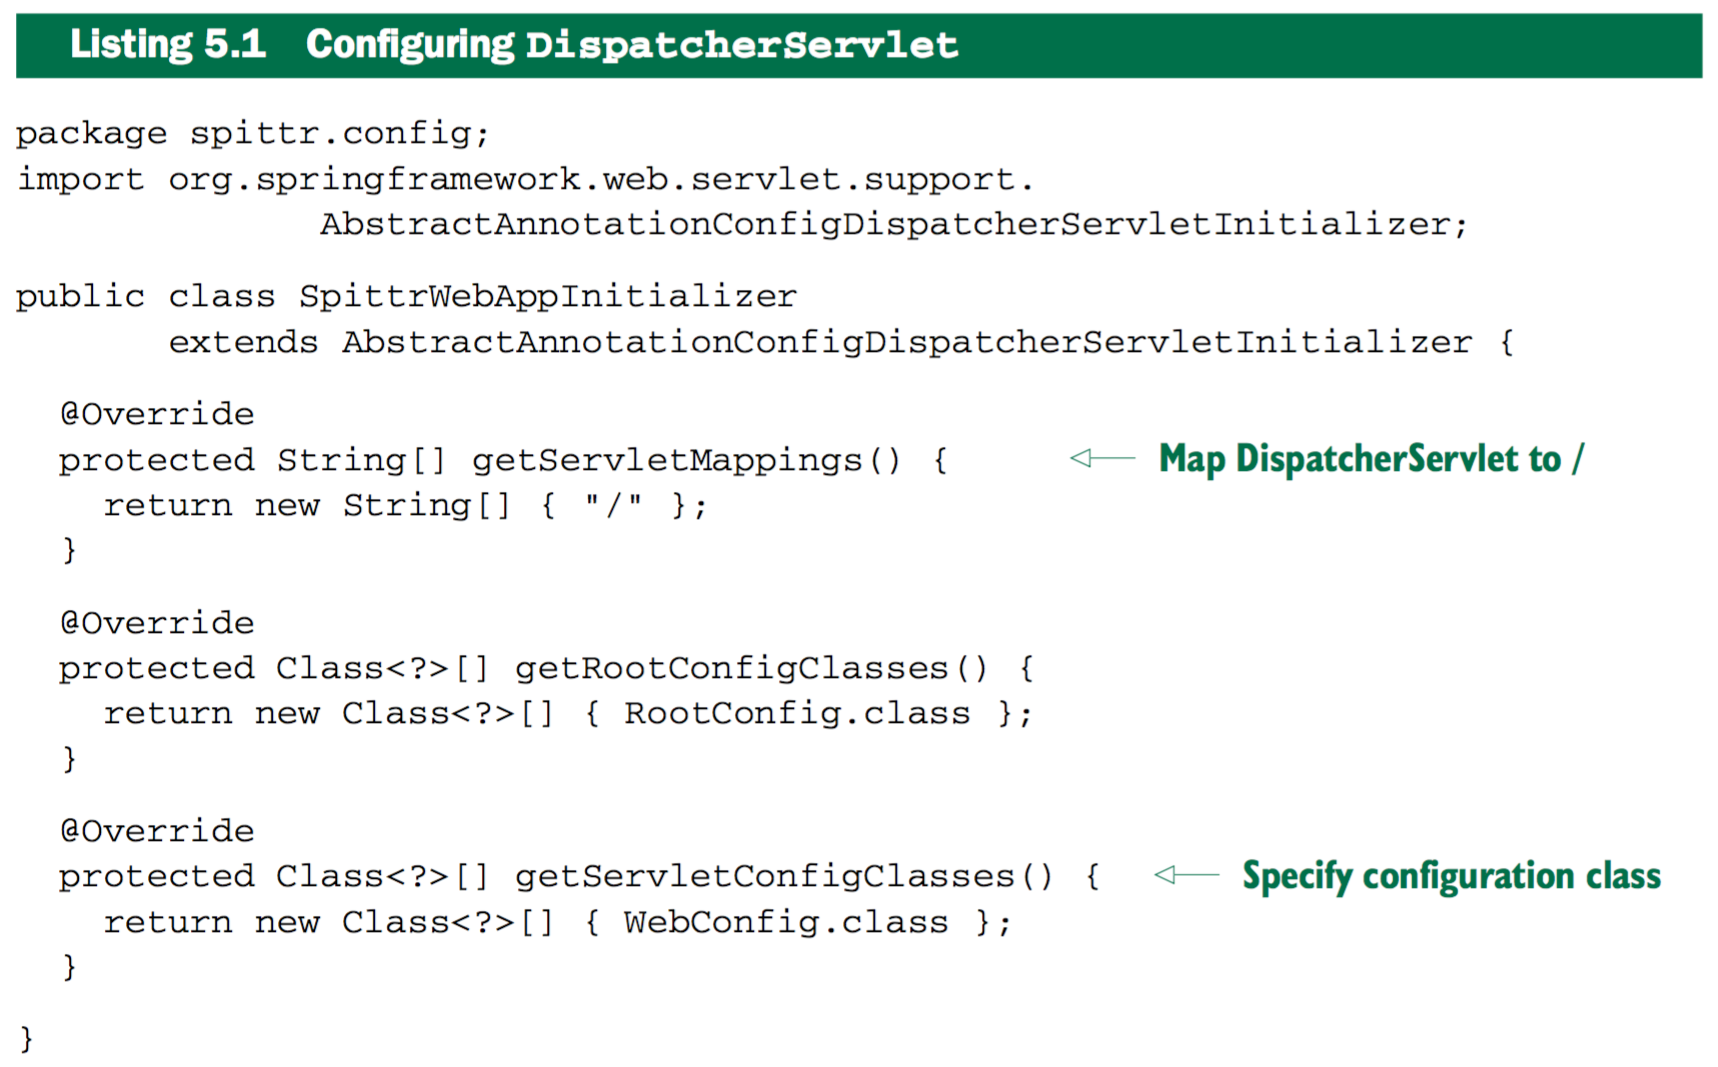 Listing 5.1 Configuring DispatcherServlet
package spittr.config;
import org.springframework.web.servlet.support.
AbstractAnnotationConfigDispatcherServletInitializer;
public class SpittrWebAppInitializer
extends AbstractAnnotationConfigDispatcherServletInitializer {
@Override
protected String[] getServletMappings() { Map DispatcherServlet to /
return new String[] { "/" };
}
@Override
protected Class<?>[] getRootConfigClasses() {
return new Class<?>[] { RootConfig.class };
}
@Override
protected Class<?>[] getServletConfigClasses() { Specify configuration class
return new Class<?>[] { WebConfig.class };
}
}